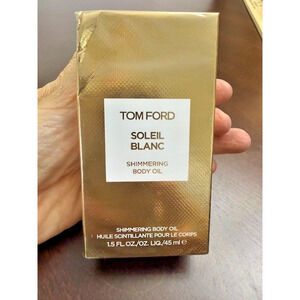 TOM FORD
SOLEIL
BLANC
SHIMMERING
BODY OIL
SHIMMERING BODY OIL
HUILE SCINTILLANTE POUR LE CORPS
1.5 FL.OZ./OZ. LIQ./45 ml ℮